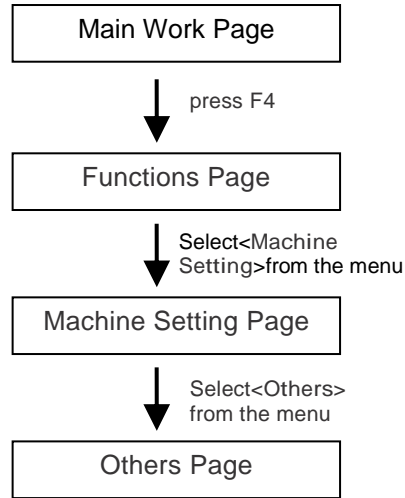 Main Work Page
press F4
Functions Page
Select<Machine
Setting>from the menu
Machine Setting Page
Select<Others>
from the menu
Others Page